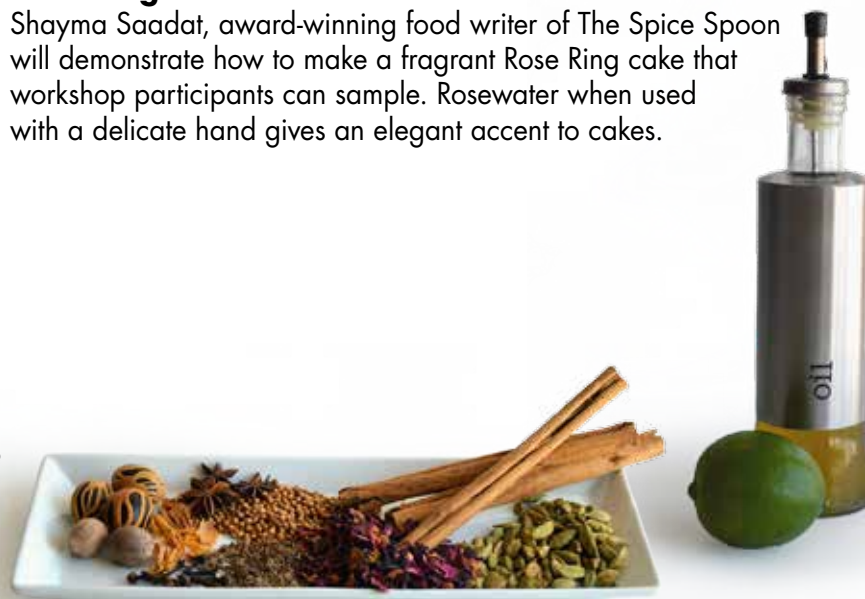 Shayma Saadat, award-winning food writer of The Spice Spoon
will demonstrate how to make a fragrant Rose Ring cake that
workshop participants can sample. Rosewater when used
with a delicate hand gives an elegant accent to cakes.
oil